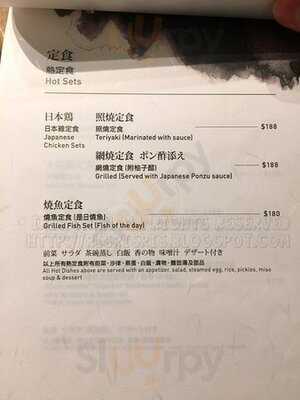 定食
熱定食
Hot Sets
日本鶏 照燒定食
日本雞定食 照燒定食 $188
Japanese Teriyaki (Marinated with sauce)
Chicken Sets
網燒定食 ポン酢添え
網燒定食 (附柚子醋) $188
Grilled (Served with Japanese Ponzu sauce)
燒魚定食
燒魚定食 (是日燒魚) $180
Grilled Fish Set (Fish of the day)
前菜 サラダ 茶碗蒸し 白飯 香の物 味噌汁 デザート付き
以上所有熱定食附有前菜、沙律、蒸蛋、白飯、漬物、麵豉湯及甜品
All Hot Dishes above are served with an appetizer, salad, steamed egg, rice, pickles, miso
soup & dessert
Sluurpy